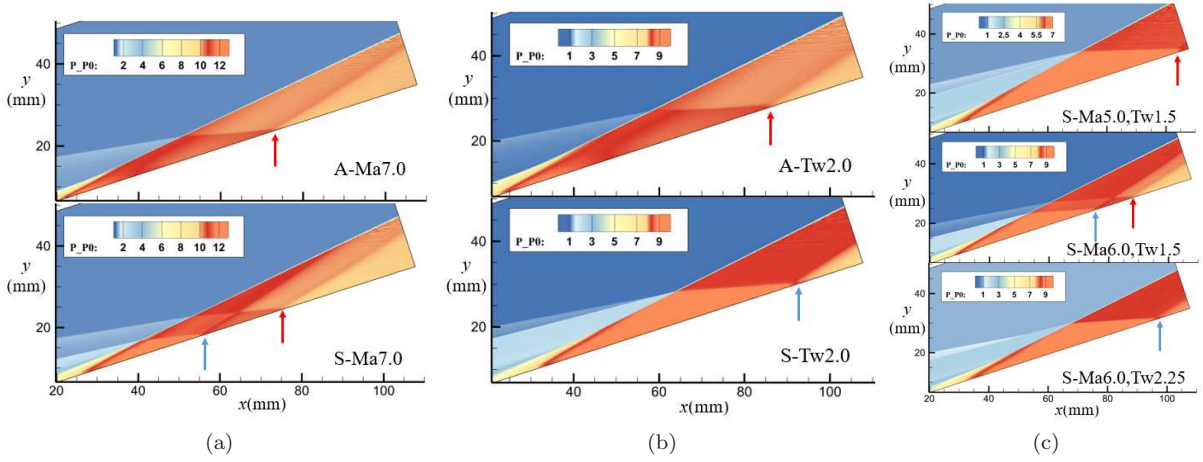 40
20
y
(mm)
P_P0:
2 4 6 8 10 12
A-Ma7.0
40
20
y
(mm)
P_P0:
2 4 6 8 10 12
S-Ma7.0
20 40 60 80 100
x(mm)
(a)
40
20
y
(mm)
P_P0:
1 3 5 7 9
A-Tw2.0
40 60 80 100
40
20
y
(mm)
P_P0:
1 3 5 7 9
S-Tw2.0
40 60 80 100
x(mm)
(b)
40
20
y
(mm)
P_P0:
1 2.5 4 5.5 7
S-Ma5.0,Tw1.5
40
20
y
(mm)
P_P0:
1 3 5 7 9
S-Ma6.0,Tw1.5
40
20
y
(mm)
P_P0:
1 3 5 7 9
S-Ma6.0,Tw2.25
20 40 60 80 100
x(mm)
(c)